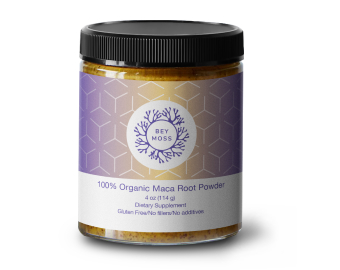 BEY
MOSS
100% Organic Maca Root Powder
4 oz (114 g)
Dietary Supplement
Gluten Free/No fillers/No additives